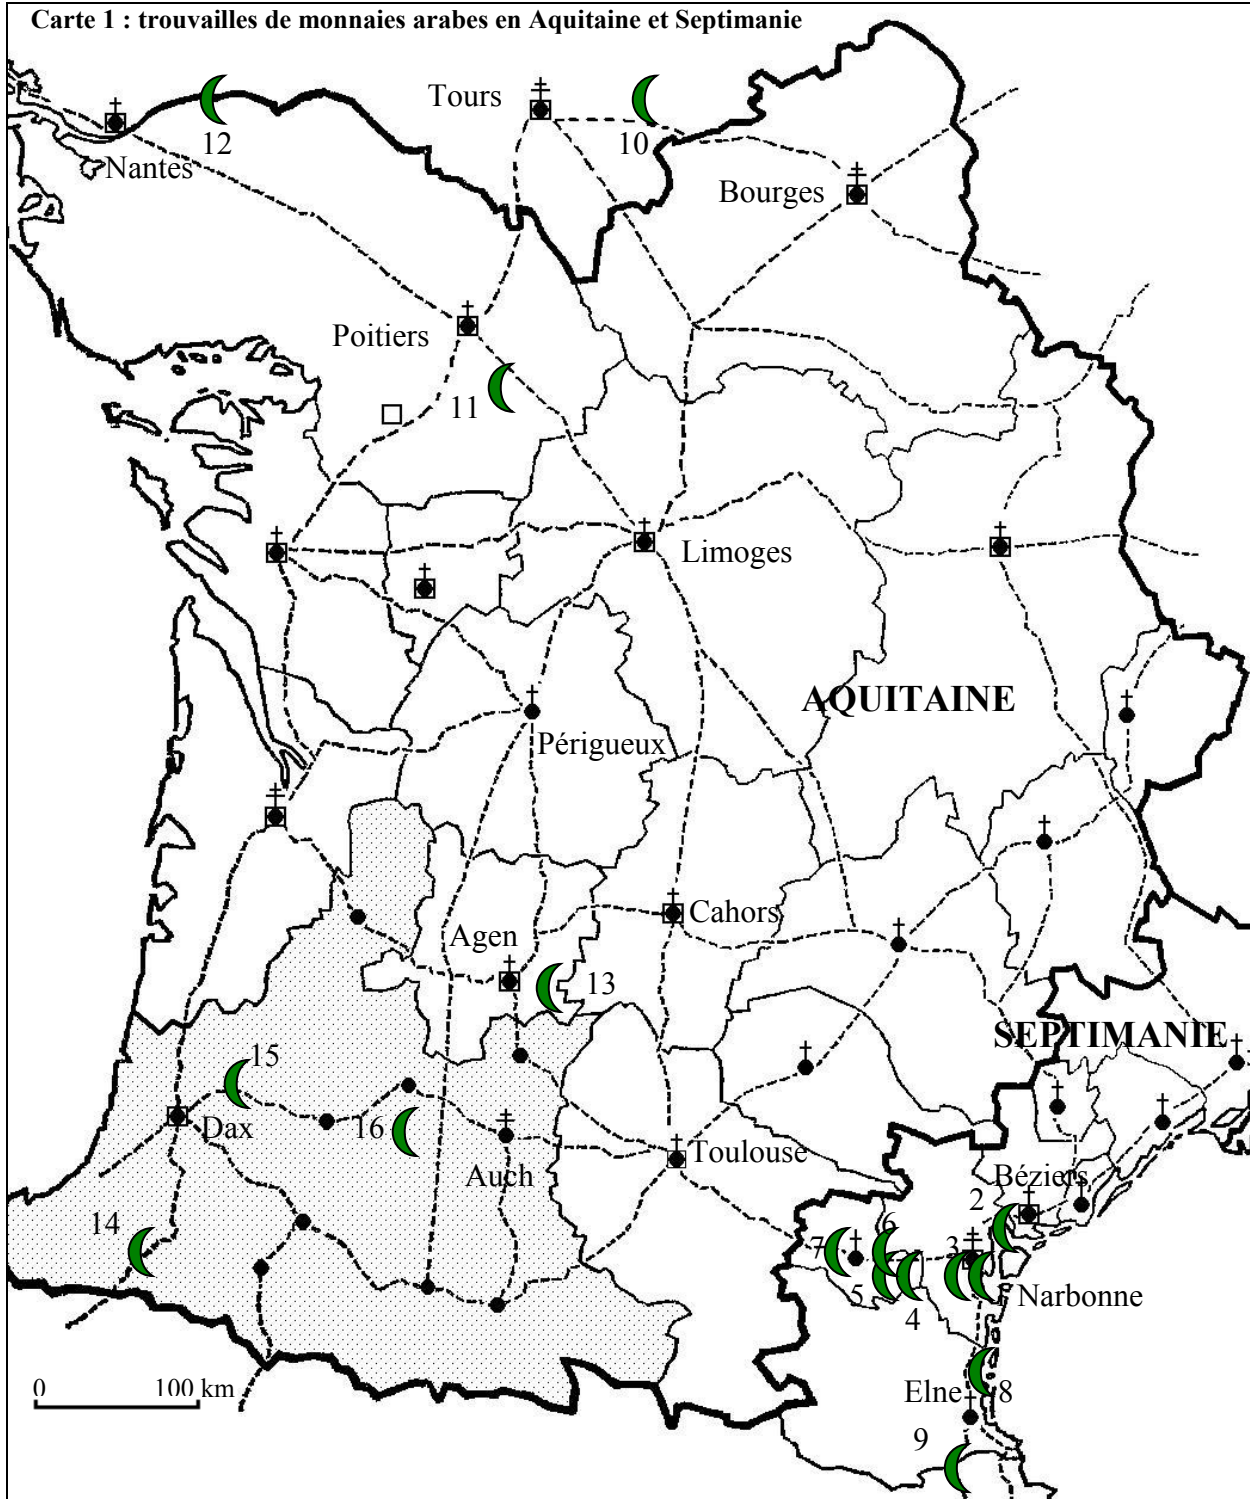 Carte 1 : trouvailles de monnaies arabes en Aquitaine et Septimanie
Tours
12
10
Nantes
Bourges
Poitiers
11
Limoges
AQUITAINE
Périgueux
Cahors
Agen
13
SEPTIMANIE
15
Dax
16
Toulouse
Auch
Béziers
2
14
6
7
3
5
1
Narbonne
4
0 100 km
Elne
8
9